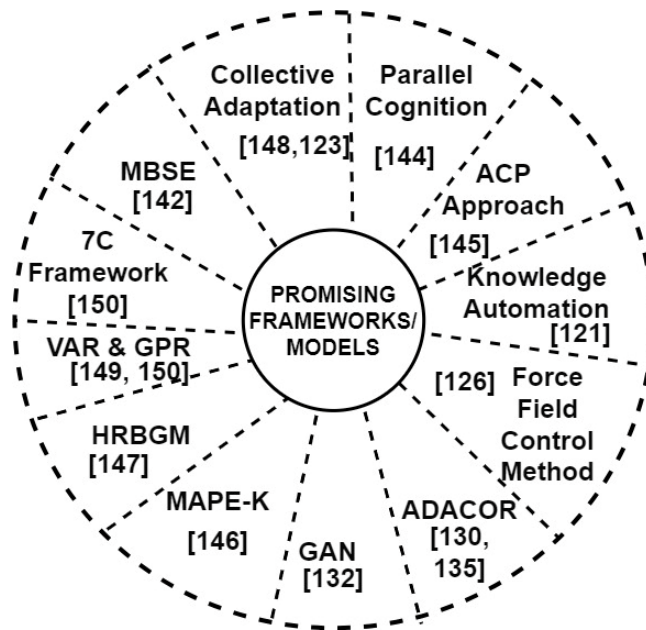 Collective
Adaptation
[148,123]
Parallel
Cognition
[144]
ACP
Approach
[145]
Knowledge
Automation
[121]
[126]
Force
Field
Control
Method
ADACOR
[130,
135]
GAN
[132]
MAPE-K
[146]
HRBGM
[147]
VAR & GPR
[149, 150]
7C
Framework
[150]
MBSE
[142]
PROMISING
FRAMEWORKS/
MODELS